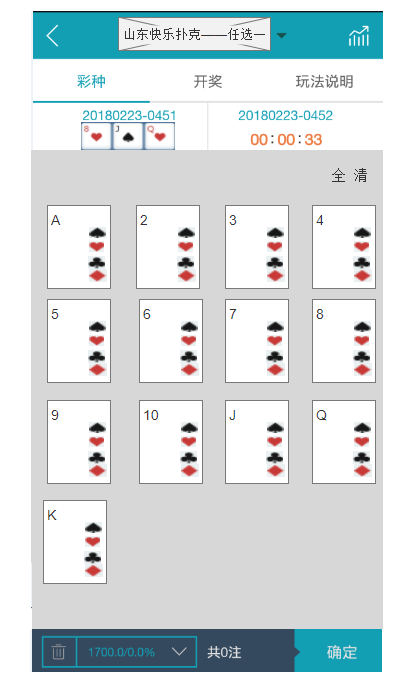 山东快乐扑克——任选一
彩种 开奖 玩法说明
20180223-0451 20180223-0452
8 J Q 00:00:33
全 清
A 2 3 4
5 6 7 8
9 10 J Q
K
1700.0/0.0% 共0注 确定